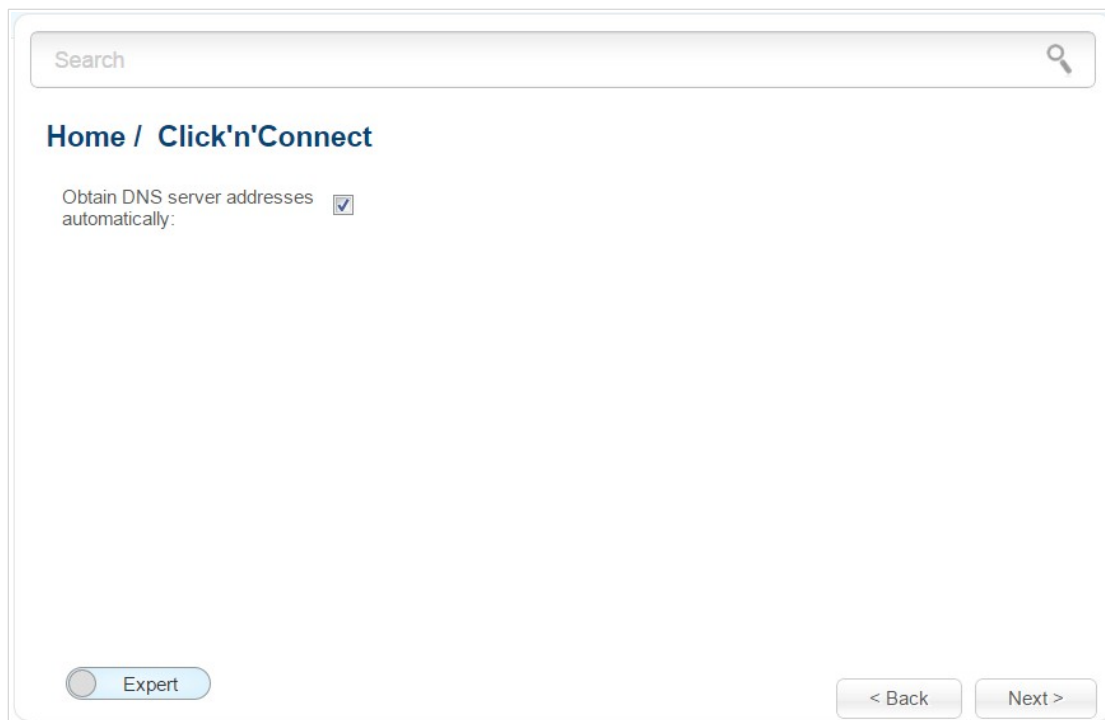 Search
Home /  Click'n'Connect
Obtain DNS server addresses
automatically:
Expert
< Back
Next >